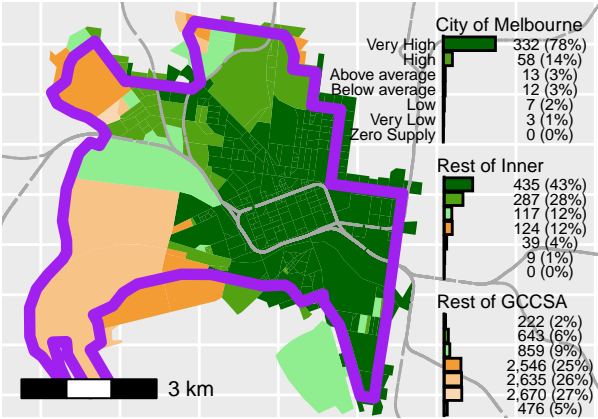 City of Melbourne
Very High 332 (78%)
High 58 (14%)
Above average 13 (3%)
Below average 12 (3%)
Low 7 (2%)
Very Low 3 (1%)
Zero Supply 0 (0%)
Rest of Inner
435 (43%)
287 (28%)
117 (12%)
124 (12%)
39 (4%)
9 (1%)
0 (0%)
Rest of GCCSA
222 (2%)
643 (6%)
859 (9%)
2,546 (25%)
2,635 (26%)
2,670 (27%)
476 (5%)
3 km